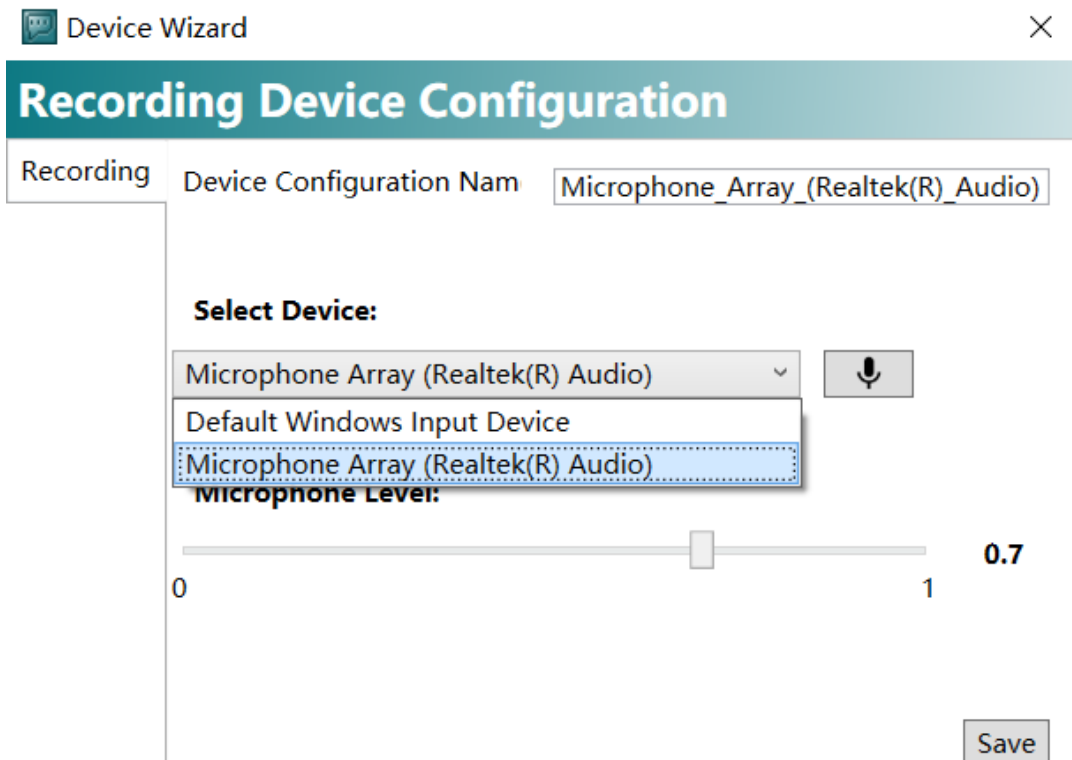 Device Wizard
Recording Device Configuration
Recording
Device Configuration Nam
Microphone_Array_(Realtek(R)_Audio)
Select Device:
Microphone Array (Realtek(R) Audio)
Default Windows Input Device
Microphone Array (Realtek(R) Audio)
Microphone Level:
0.7
0
1
Save